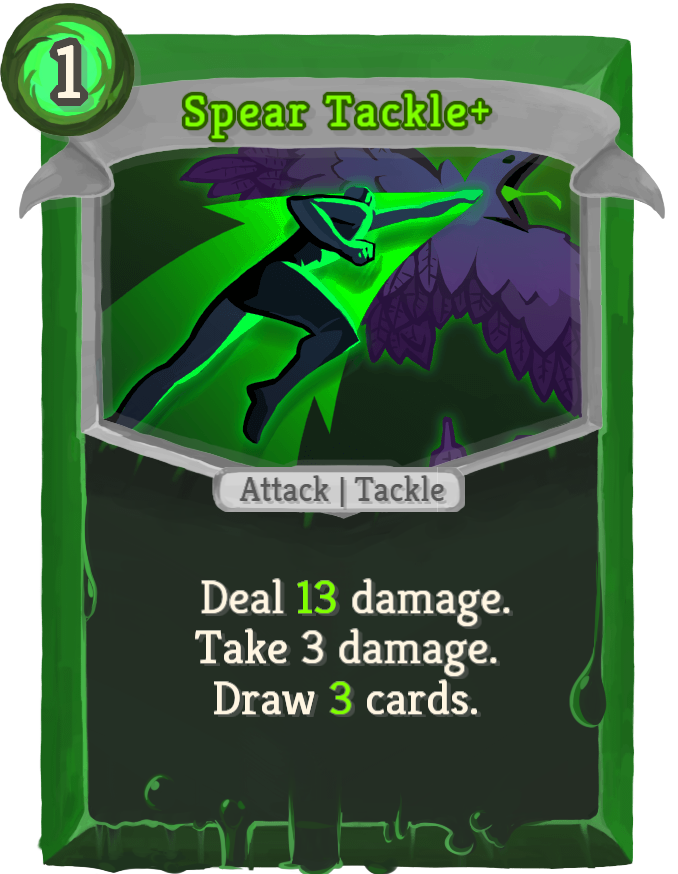 1
Spear Tackle+
Attack | Tackle
Deal 13 damage.
Take 3 damage.
Draw 3 cards.